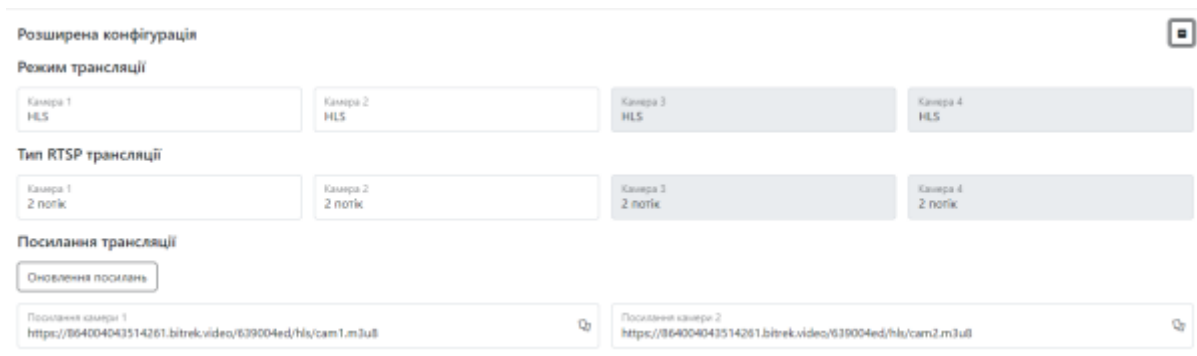 Розширена конфігурація
Режим трансляції
Камера 1
HLS
Камера 2
HLS
Камера 3
HLS
Камера 4
HLS
Тип RTSP трансляції
Камера 1
2 потік
Камера 2
2 потік
Камера 3
2 потік
Камера 4
2 потік
Посилання трансляції
Оновлення посилань
Посилання камери 1
https://864004043514261.bitrek.video/639004ed/hls/cam1.m3u8
Посилання камери 2
https://864004043514261.bitrek.video/639004ed/hls/cam2.m3u8